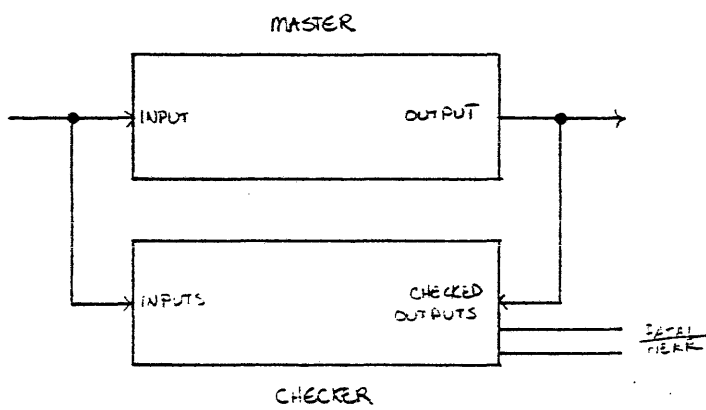 MASTER
INPUT
OUTPUT
INPUTS
CHECKED
OUTPUTS
CHECKER